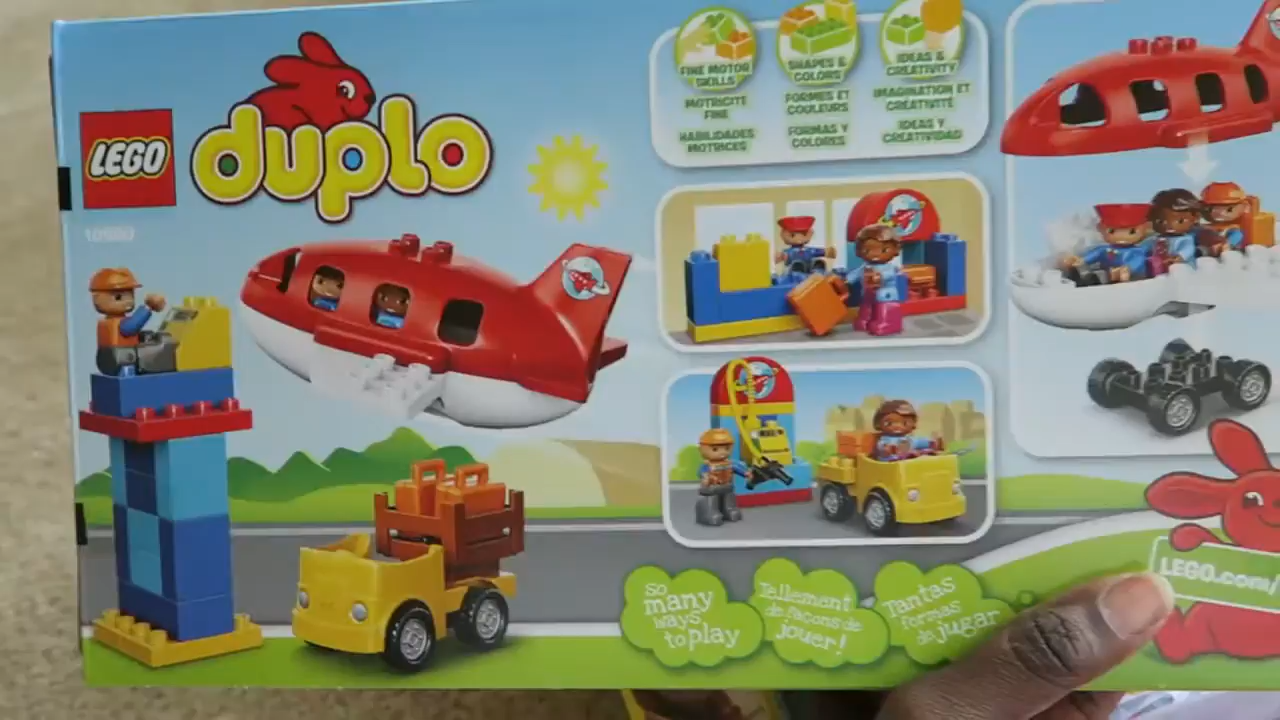 LEGO
duplo
FINE MOTOR
SKILLS
MOTRICITÉ
FINE
HABILIDADES
MOTRICES
SHAPES &
COLORS
FORMES ET
COULEURS
FORMAS Y
COLORES
IDEAS &
CREATIVITY
IMAGINATION ET
CRÉATIVITÉ
IDEAS Y
CREATIVIDAD
So
many
ways
to play
Tellement
de façons de
jouer!
Tantas
formas
de jugar
LEGO.com/